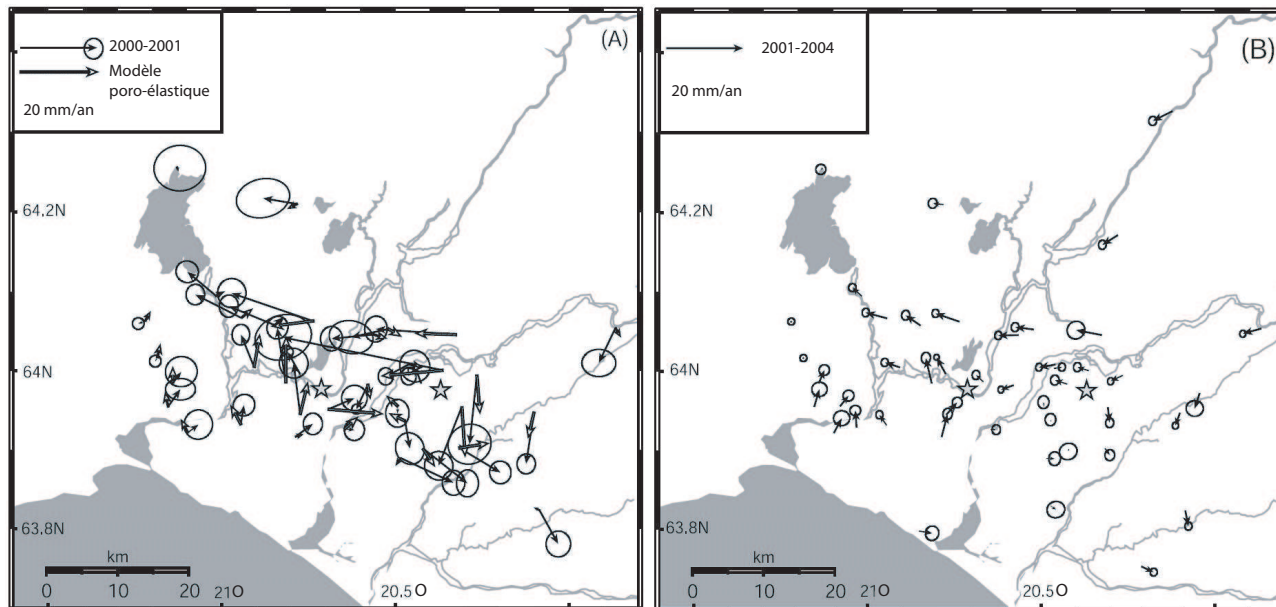 2000-2001
Modèle
poro-élastique
20 mm/an
(A)
64,2N
64N
63,8N
km
0 10 20
21O
20.5O
2001-2004
20 mm/an
(B)
64.2N
64N
63.8N
km
0 10 20
21O
20.5O